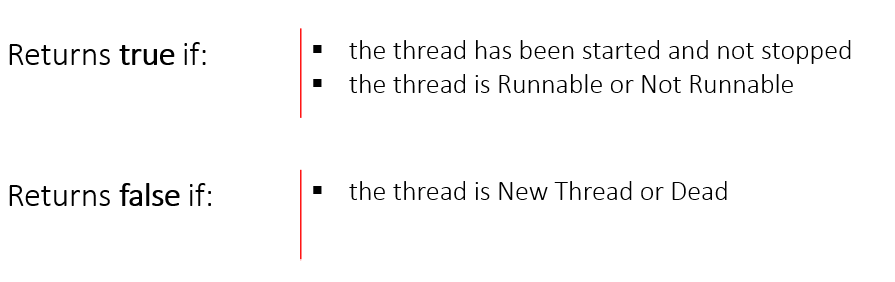 Returns true if:
▪ the thread has been started and not stopped
▪ the thread is Runnable or Not Runnable
Returns false if:
▪ the thread is New Thread or Dead